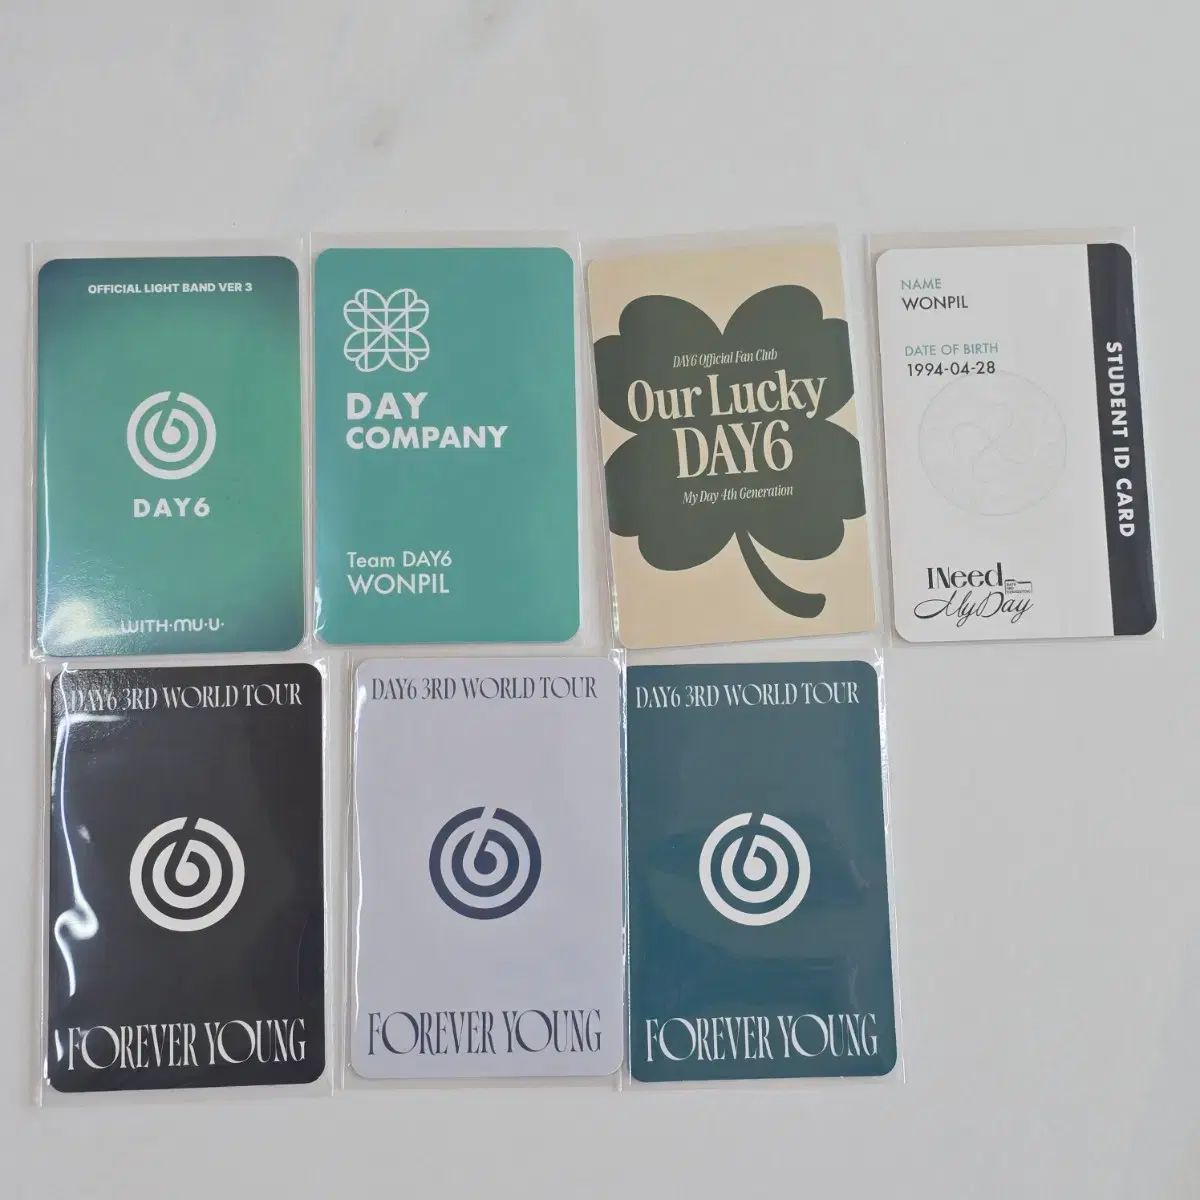 OFFICIAL LIGHT BAND VER 3
DAY6
WITH·MU·U·
DAY
COMPANY
Team DAY6
WONPIL
DAY6 Official Fan Club
Our Lucky
DAY6
My Day 4th Generation
NAME
WONPIL
DATE OF BIRTH
1994-04-28
STUDENT ID CARD
I Need
My Day
DAY6 3RD WORLD TOUR
FOREVER YOUNG
DAY6 3RD WORLD TOUR
FOREVER YOUNG
DAY6 3RD WORLD TOUR
FOREVER YOUNG